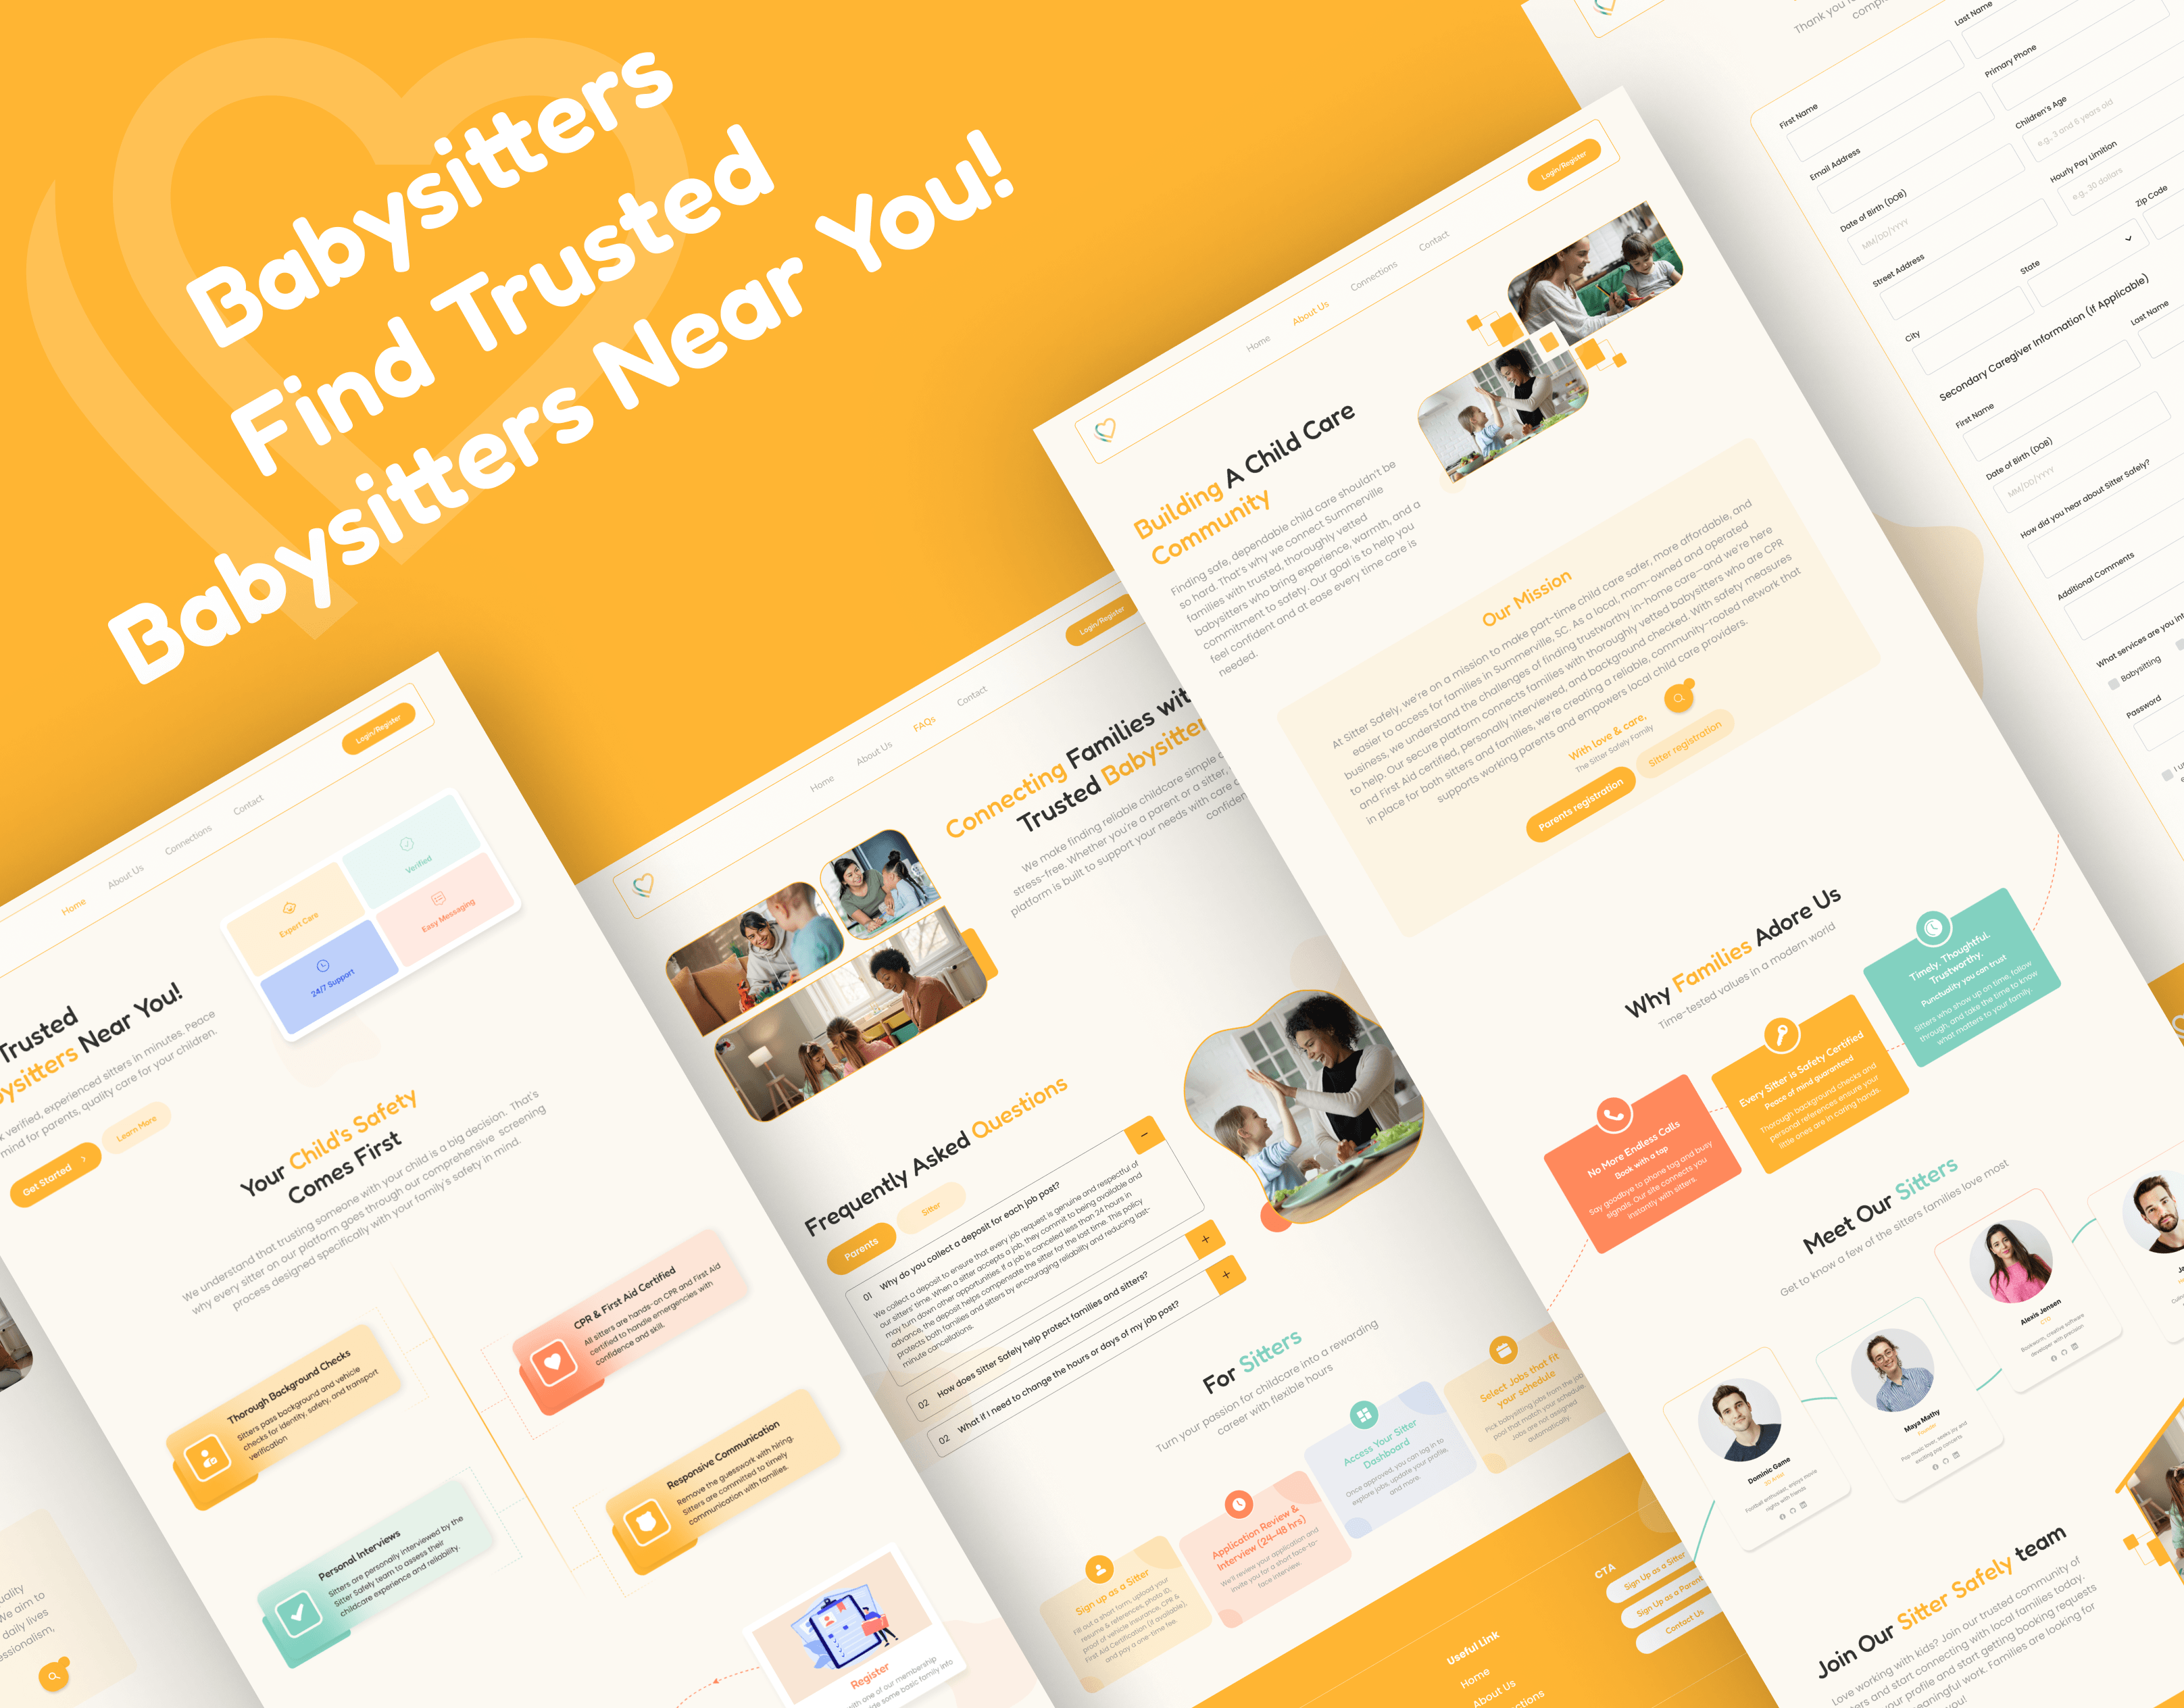 Babysitters
Find Trusted
Babysitters Near You!
Login/Register
Home
About Us
Connections
Contact
Trusted
Babysitters Near You!
verified, experienced sitters in minutes. Peace
mind for parents, quality care for your children.
Get Started
Learn More
Expert Care
Verified
24/7 Support
Easy Messaging
Your Child's Safety
Comes First
We understand that trusting someone with your child is a big decision. That's
why every sitter on our platform goes through our comprehensive screening
process designed specifically with your family's safety in mind.
Thorough Background Checks
Sitters pass background and vehicle
checks for identity, safety, and transport
verification
CPR & First Aid Certified
All sitters are hands-on CPR and First Aid
certified to handle emergencies with
confidence and skill.
Personal Interviews
Sitters are personally interviewed by the
Sitter Safely team to assess their
childcare experience and reliability.
Responsive Communication
Remove the guesswork with hiring.
Sitters are committed to timely
communication with families.
Register
with one of our membership
some basic family info
We aim to
daily lives
Login/Register
Home
About Us
FAQs
Contact
Connecting Families
Trusted Babysitter
We make finding reliable childcare simple
stress-free. Whether you're a parent or a sitter,
platform is built to support your needs with care
Frequently Asked Questions
Parents
Sitter
01 Why do you collect a deposit for each job post?
We collect a deposit to ensure that every job request is genuine and respectful of
our sitters' time. When a sitter accepts a job, they commit to being available and
may turn down other opportunities. If a job is canceled less than 24 hours in
advance, the deposit helps compensate the sitter for the lost time. This policy
protects both families and sitters by encouraging reliability and reducing last-
minute cancellations.
02 How does Sitter Safely help protect families and sitters?
02 What if I need to change the hours or days of my job post?
For Sitters
Turn your passion for childcare into a rewarding
career with flexible hours
Sign up as a Sitter
Fill out a short form, upload your
resume & references, photo ID,
proof of vehicle insurance, CPR &
First Aid Certification (if available),
and pay a one-time fee.
Application Review &
Interview (24-48 hrs)
We'll review your application and
invite you for a short face-to-
face interview.
Access Your Sitter
Dashboard
Once approved, you can log in to
explore jobs, update your profile,
and more.
Select Jobs that fit
your schedule
Pick babysitting jobs from the job
pool that match your schedule.
Jobs are not assigned
automatically
Useful Link
Home
About Us
CTA
Sign Up as a Sitter
Sign Up as a Parent
Contact Us
Login/Register
Home
About Us
Connections
Contact
Building A Child Care
Community
Finding safe, dependable child care shouldn't be
so hard. That's why we connect Summerville
families with trusted, thoroughly vetted
babysitters who bring experience, warmth, and a
commitment to safety. Our goal is to help you
feel confident and at ease every time care is
needed.
Our Mission
At Sitter Safely, we're on a mission to make part-time child care safer, more affordable, and
easier to access for families in Summerville, SC. As a local, mom-owned and operated
business, we understand the challenges of finding trustworthy in-home care—and we're here
to help. Our secure platform connects families with thoroughly vetted babysitters who are CPR
and First Aid certified, personally interviewed, and background checked. With safety measures
in place for both sitters and families, we're creating a reliable, community-rooted network that
supports working parents and empowers local child care providers.
With love & care,
The Sitter Safely Family
Parents registration
Sitter registration
Why Families Adore Us
Time-tested values in a modern world
No More Endless Calls
Book with a tap
Say goodbye to phone tag and busy
signals. Our site connects you
instantly with sitters.
Every Sitter is Safety Certified
Peace of mind guaranteed
Thorough background checks and
personal references ensure your
little ones are in caring hands.
Timely. Thoughtful.
Trustworthy.
Punctuality you can trust
Sitters who show up on time, follow
through, and take the time to know
what matters to your family.
Meet Our Sitters
Get to know a few of the sitters families love most
Dominic Game
Football enthusiast, enjoys movie
nights with friends
Maya Mathy
Founder
Pop music lover, seeks joy and
exciting pop concerts
Alexis Jensen
CTO
Bookworm, creative software
developer with precision
Join Our Sitter Safely team
Love working with kids? Join our trusted community of
and start connecting with local families today.
your profile and start getting booking requests
meaningful work. Families are looking for
you!
Thank you
First Name
Last Name
Email Address
Primary Phone
Date of Birth (DOB)
MM/DD/YYYY
Children's Age
e.g., 3 and 8 years old
Street Address
Hourly Pay Limition
e.g., 30 dollars
City
State
Zip Code
Secondary Caregiver Information (If Applicable)
First Name
Last Name
Date of Birth (DOB)
MM/DD/YYYY
How did you hear about Sitter Safely?
Additional Comments
What services are you
Babysitting
Password